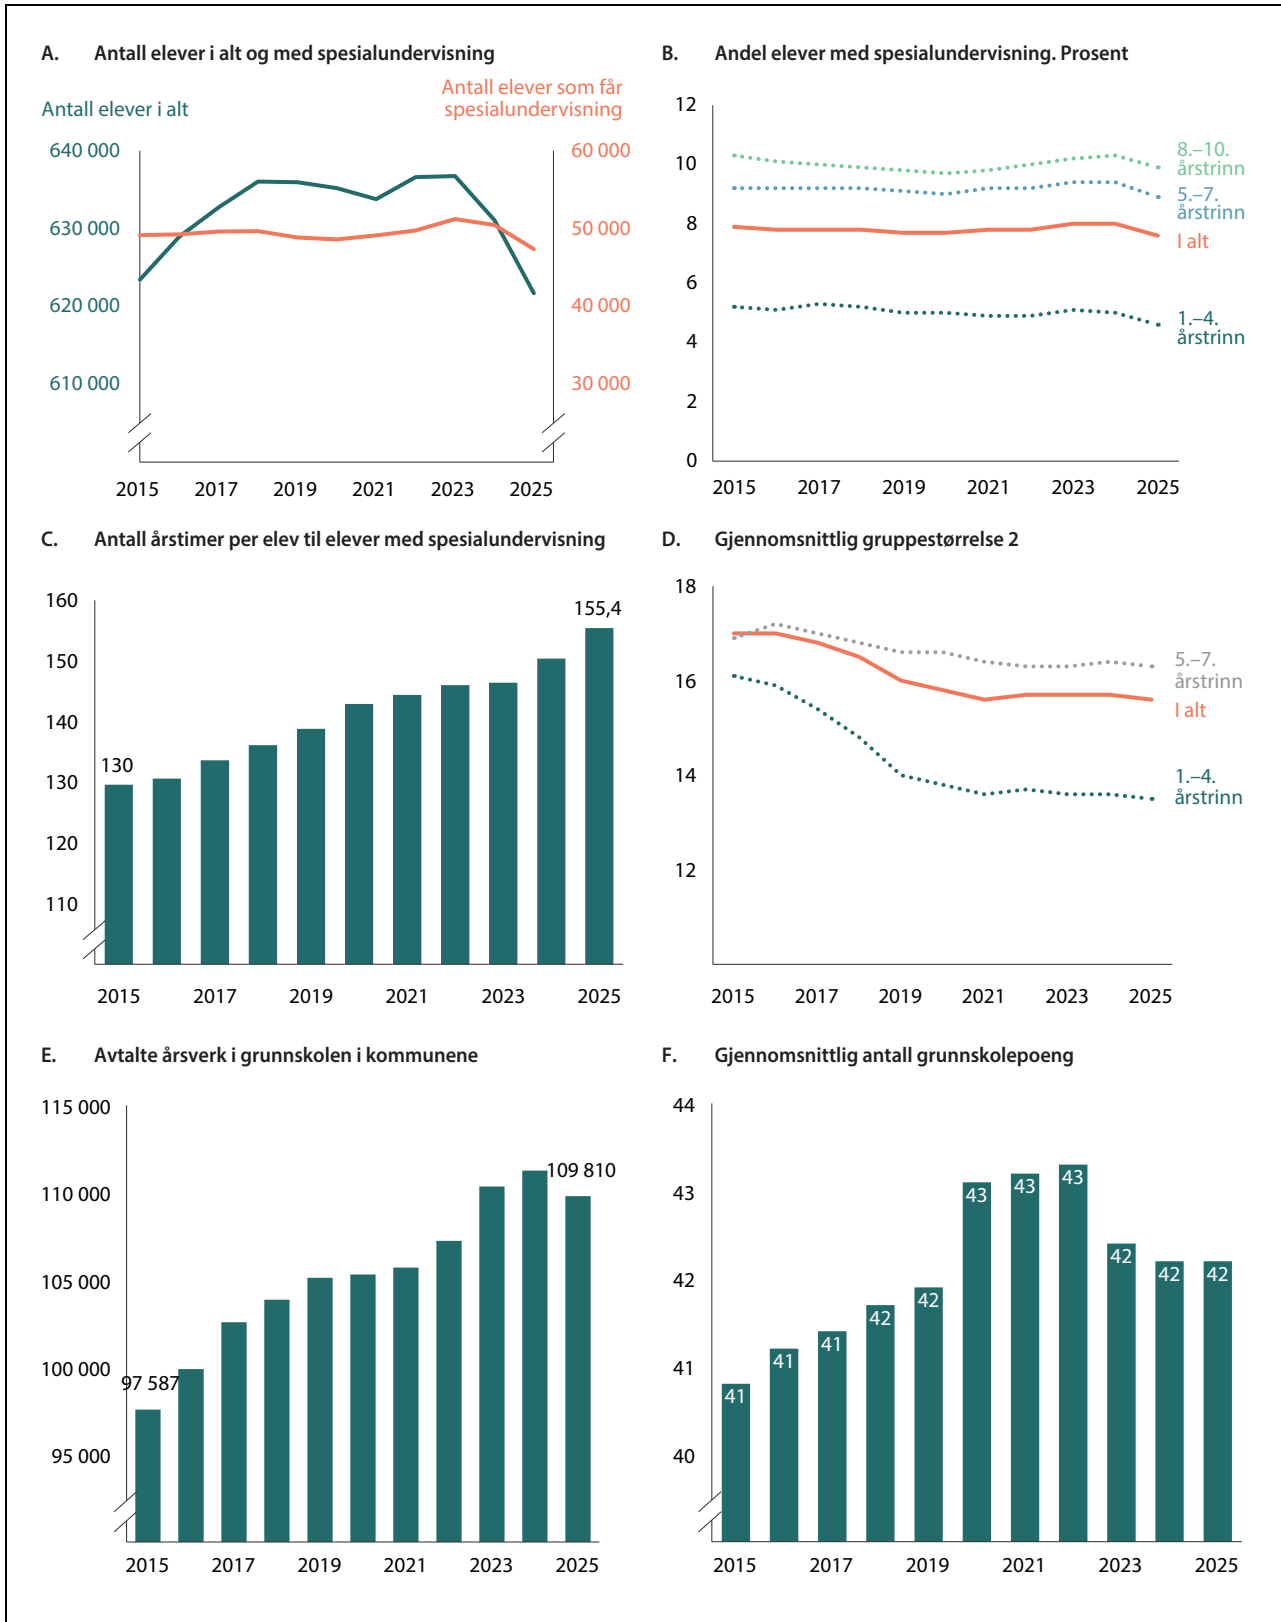 A. Antall elever i alt og med spesialundervisning
Antall elever i alt
Antall elever som får
spesialundervisning
640 000
630 000
620 000
610 000
60 000
50 000
40 000
30 000
2015 2017 2019 2021 2023 2025
B. Andel elever med spesialundervisning. Prosent
12
10
8
6
4
2
0
8.–10.
årstrinn
5.–7.
årstrinn
I alt
1.–4.
årstrinn
2015 2017 2019 2021 2023 2025
C. Antall årstimer per elev til elever med spesialundervisning
160
150
140
130
120
110
130
155,4
2015 2017 2019 2021 2023 2025
D. Gjennomsnittlig gruppestørrelse 2
18
16
14
12
5.–7.
årstrinn
I alt
1.–4.
årstrinn
2015 2017 2019 2021 2023 2025
E. Avtalte årsverk i grunnskolen i kommunene
115 000
110 000
105 000
100 000
95 000
97 587
109 810
2015 2017 2019 2021 2023 2025
F. Gjennomsnittlig antall grunnskolepoeng
44
43
42
41
40
41 41 41 42 42 43 43 43 42 42 42
2015 2017 2019 2021 2023 2025